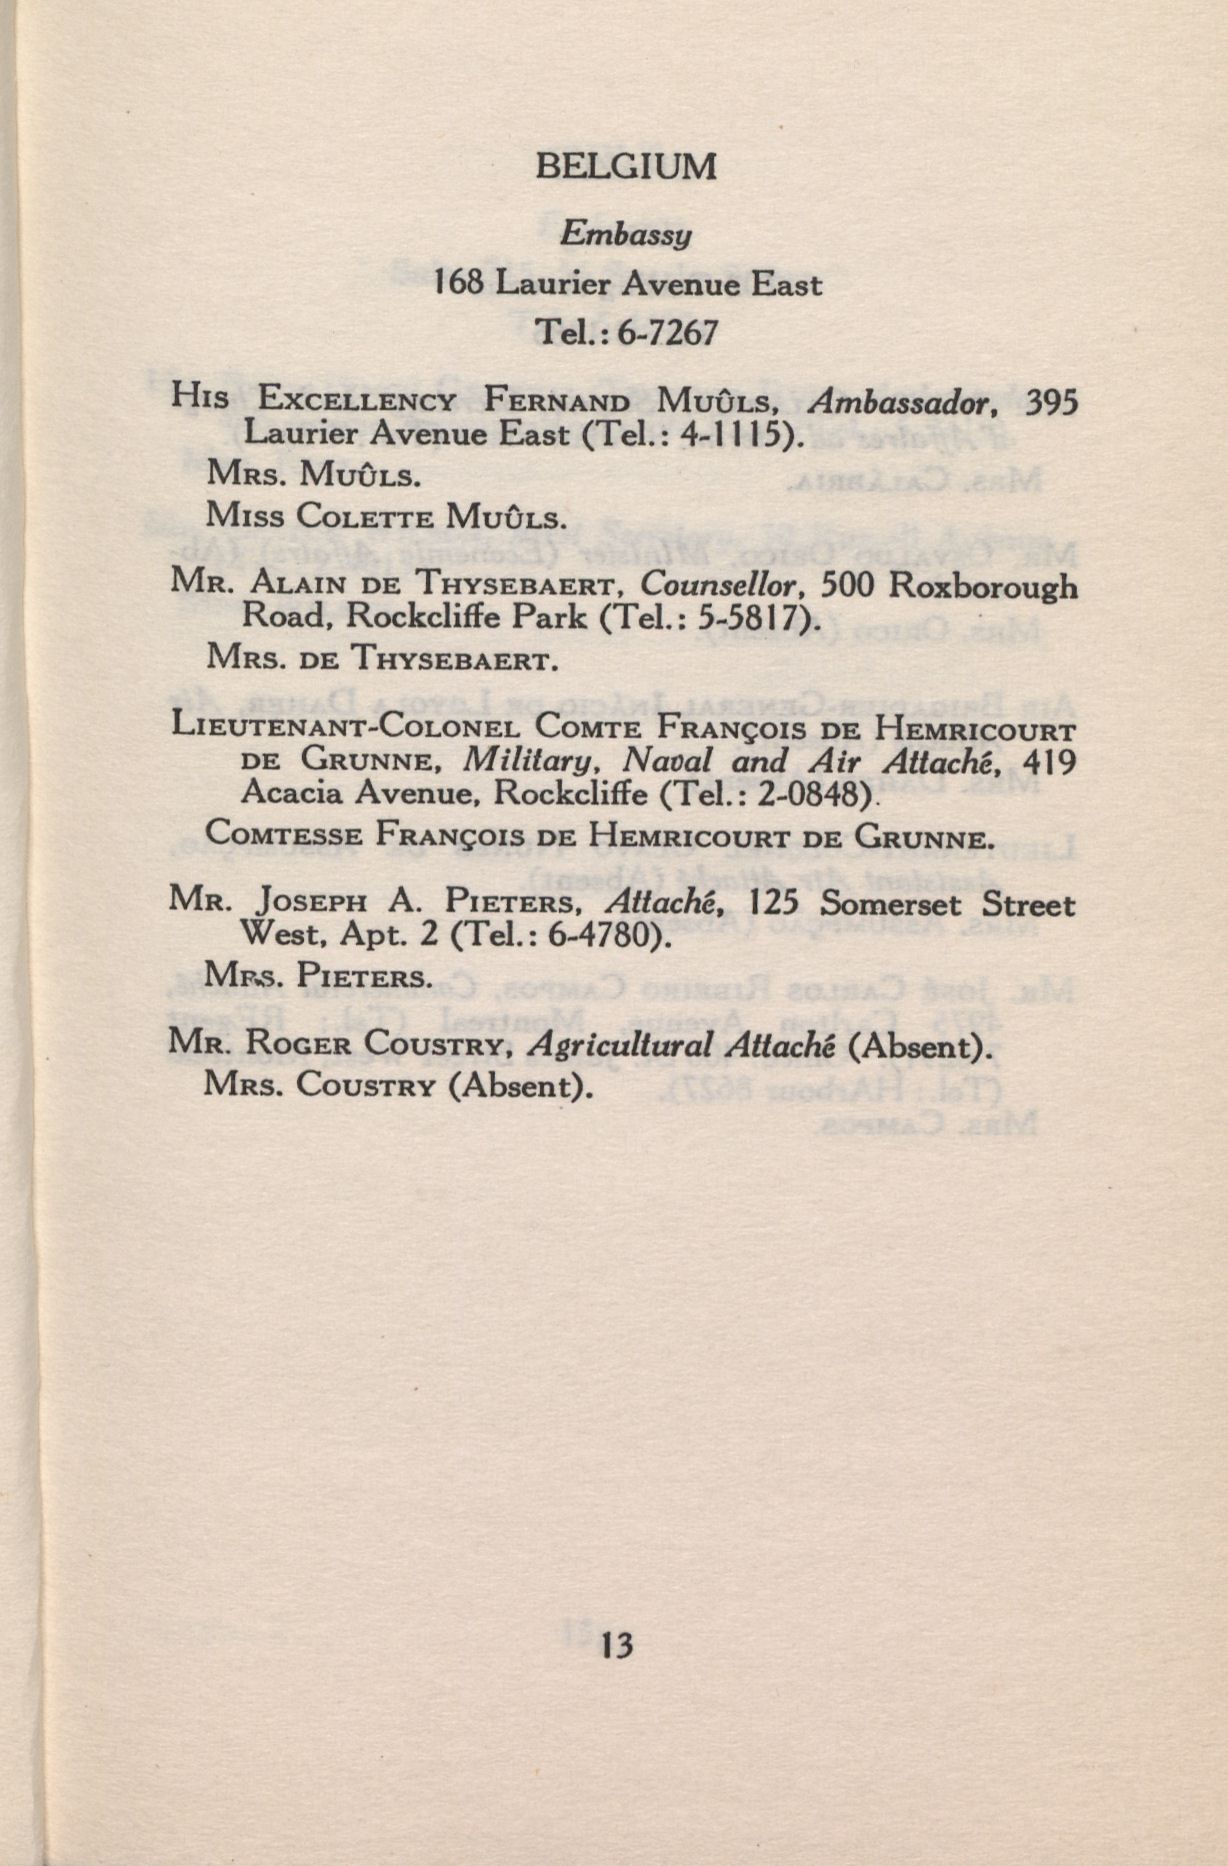 BELGIUM
Embassy
168 Laurier Avenue East
Tel.: 6-7267
His Excellency Fernand Muûls, Ambassador, 395
Laurier Avenue East (Tel.: 4-1115).
Mrs. Muûls.
Miss Colette Muûls.
Mr. Alain de Thysebaert, Counsellor, 500 Roxborough
Road, Rockcliffe Park (Tel.: 5-5817).
Mrs. de Thysebaert.
Lieutenant-Colonel Comte François de Hemricourt
de Grunne, Military, Naval and Air Attaché, 419
Acacia Avenue, Rockcliffe (Tel.: 2-0848).
Comtesse François de Hemricourt de Grunne.
Mr. Joseph A. Pieters, Attaché, 125 Somerset Street
West, Apt. 2 (Tel.: 6-4780).
Mrs. Pieters.
Mr. Roger Coustry, Agricultural Attaché (Absent).
Mrs. Coustry (Absent).
13